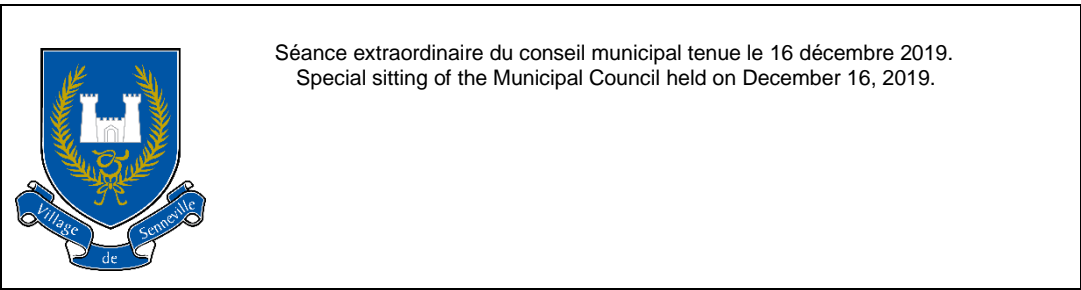 Séance extraordinaire du conseil municipal tenue le 16 décembre 2019.
Special sitting of the Municipal Council held on December 16, 2019.
Village
de
Senneville